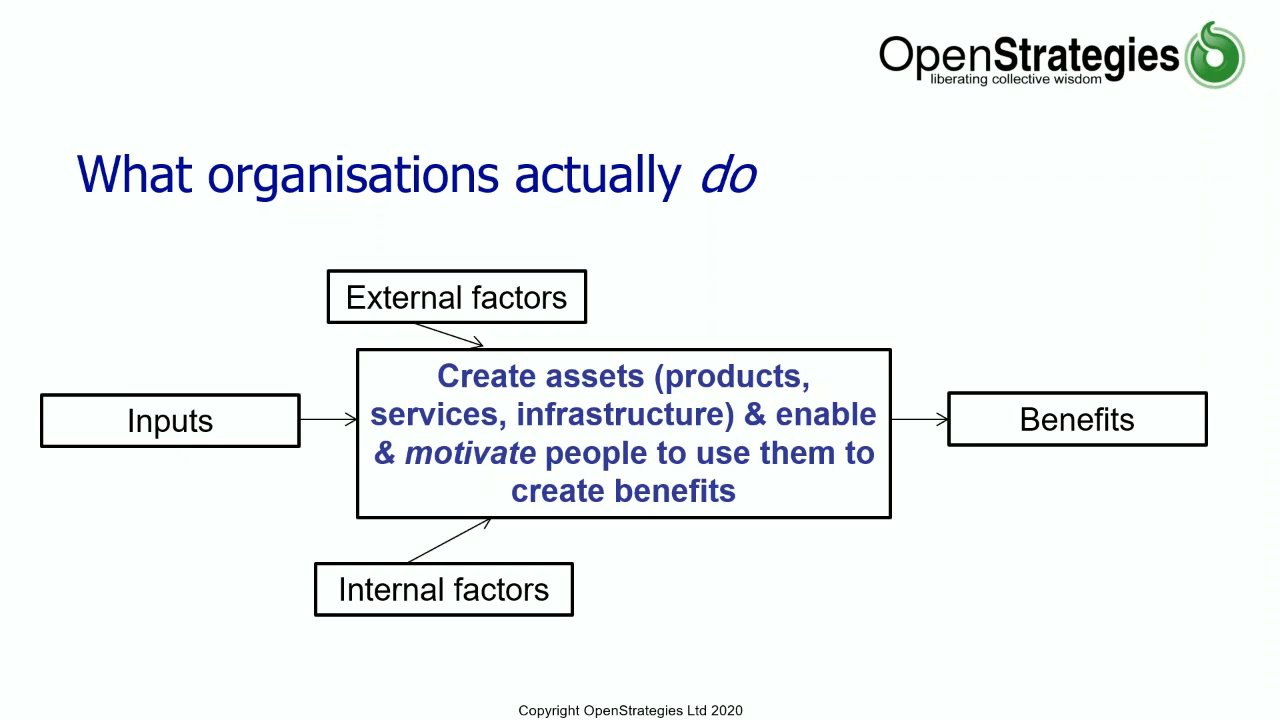 OpenStrategies
liberating collective wisdom
What organisations actually do
External factors
Create assets (products,
services, infrastructure) & enable
& motivate people to use them to
create benefits
Inputs
Benefits
Internal factors
Copyright OpenStrategies Ltd 2020